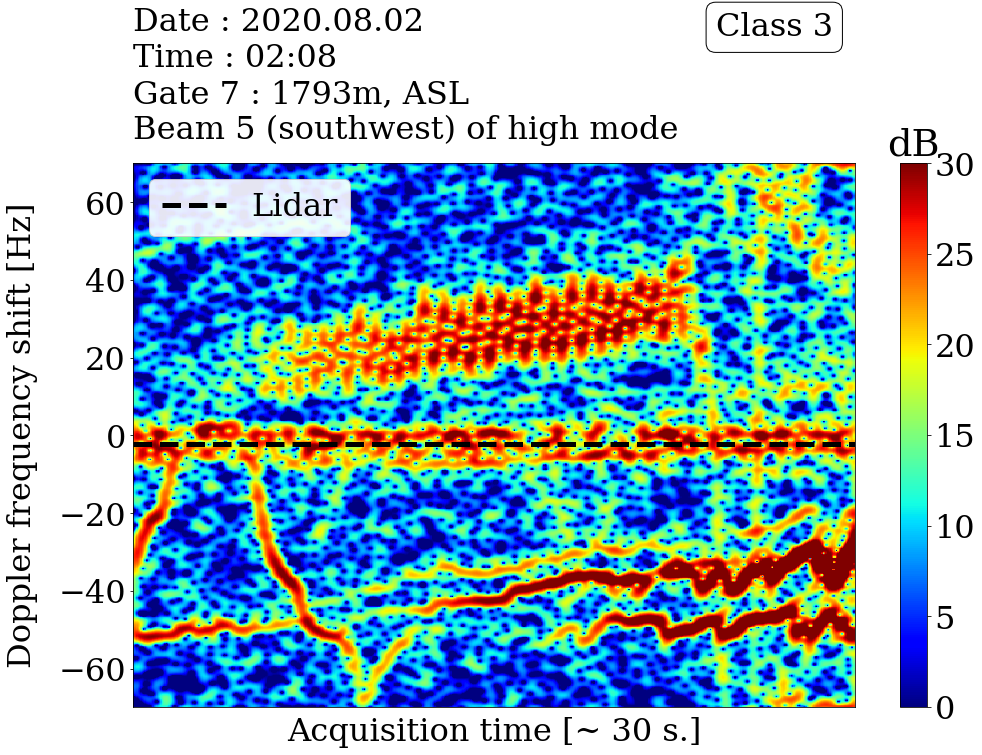 Date : 2020.08.02
Time : 02:08
Gate 7 : 1793m, ASL
Beam 5 (southwest) of high mode
Class 3
dB
Lidar
Doppler frequency shift [Hz]
60
40
20
0
−20
−40
−60
30
25
20
15
10
5
0
Acquisition time [~ 30 s.]